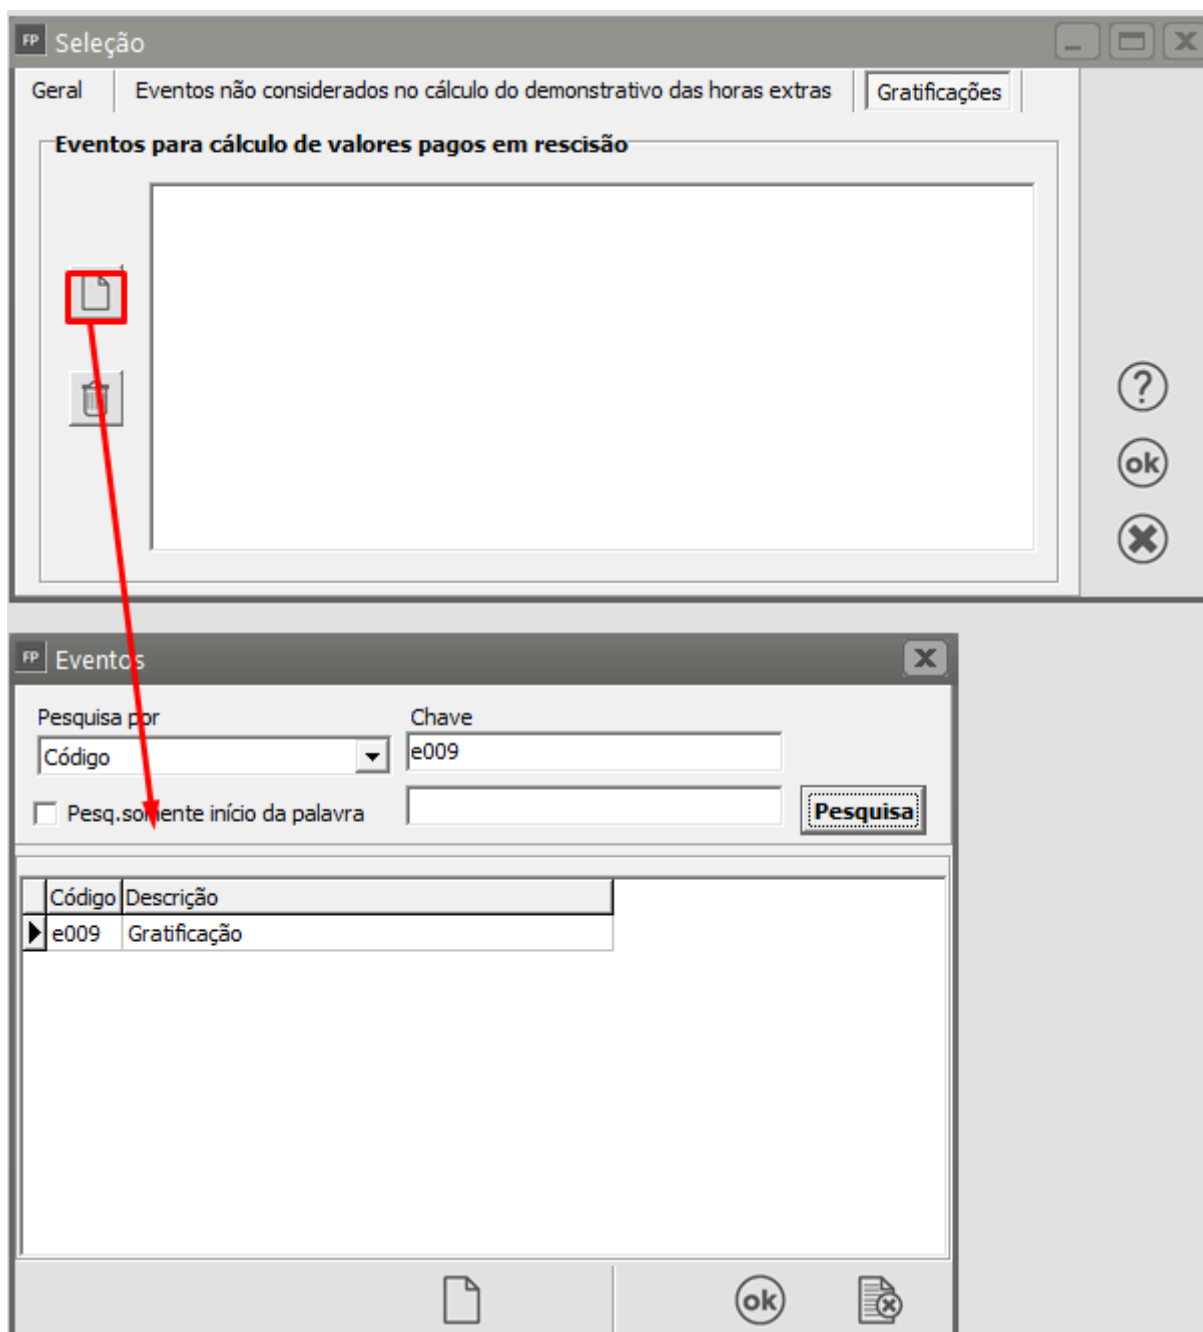 FP Seleção
Geral Eventos não considerados no cálculo do demonstrativo das horas extras Gratificações
Eventos para cálculo de valores pagos em rescisão
?
ok
FP Eventos
Pesquisa por Chave
Código e009
Pesq.somente início da palavra Pesquisa
Código Descrição
e009 Gratificação
ok